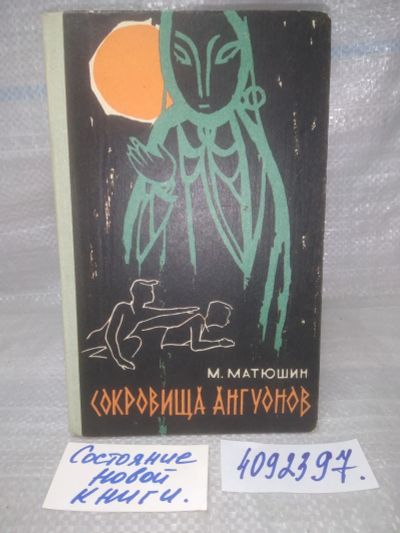 М. МАТЮШИН
СОКРОВИЩА АНГУОНОВ
Состояние
новой
книги.
4092397.